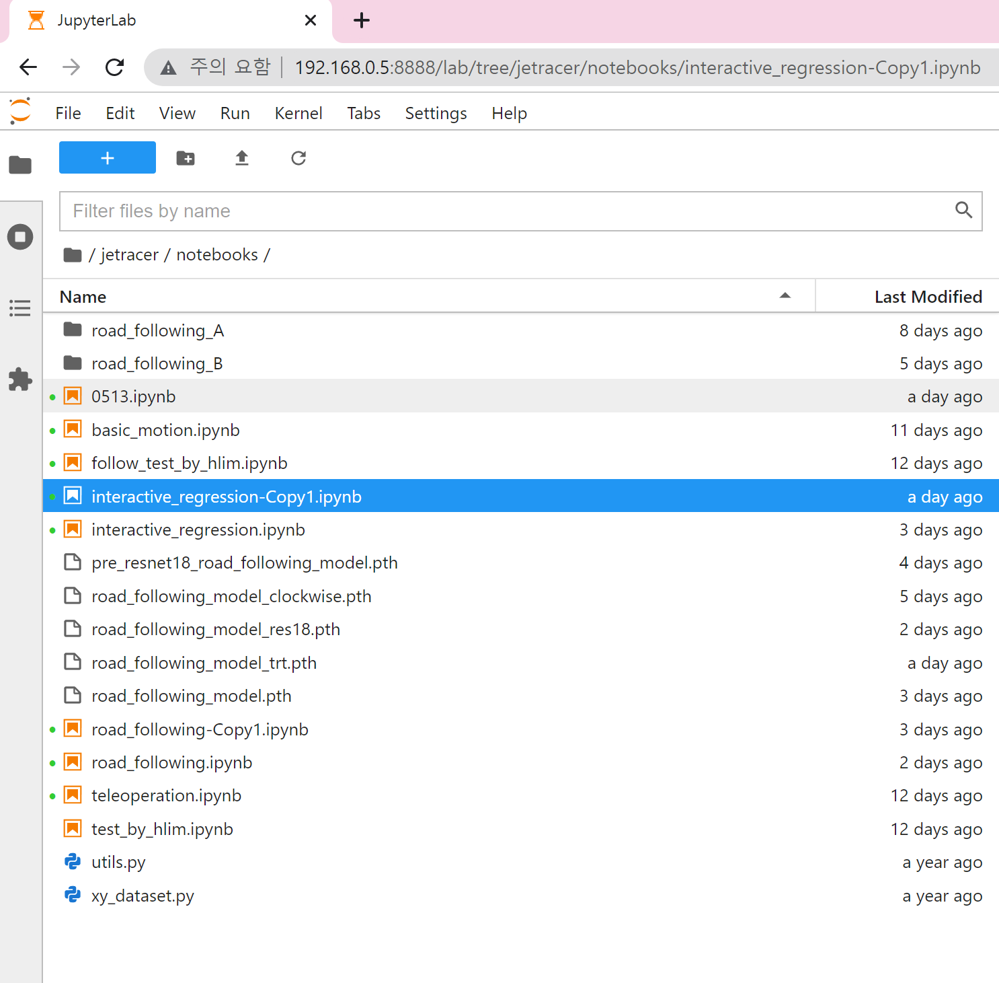 JupyterLab
주의 요함 192.168.0.5:8888/lab/tree/jetracer/notebooks/interactive_regression-Copy1.ipynb
File Edit View Run Kernel Tabs Settings Help
Filter files by name
/ jetracer / notebooks /
Name Last Modified
road_following_A 8 days ago
road_following_B 5 days ago
0513.ipynb a day ago
basic_motion.ipynb 11 days ago
follow_test_by_hlim.ipynb 12 days ago
interactive_regression-Copy1.ipynb a day ago
interactive_regression.ipynb 3 days ago
pre_resnet18_road_following_model.pth 4 days ago
road_following_model_clockwise.pth 5 days ago
road_following_model_res18.pth 2 days ago
road_following_model_trt.pth a day ago
road_following_model.pth 3 days ago
road_following-Copy1.ipynb 3 days ago
road_following.ipynb 2 days ago
teleoperation.ipynb 12 days ago
test_by_hlim.ipynb 12 days ago
utils.py a year ago
xy_dataset.py a year ago